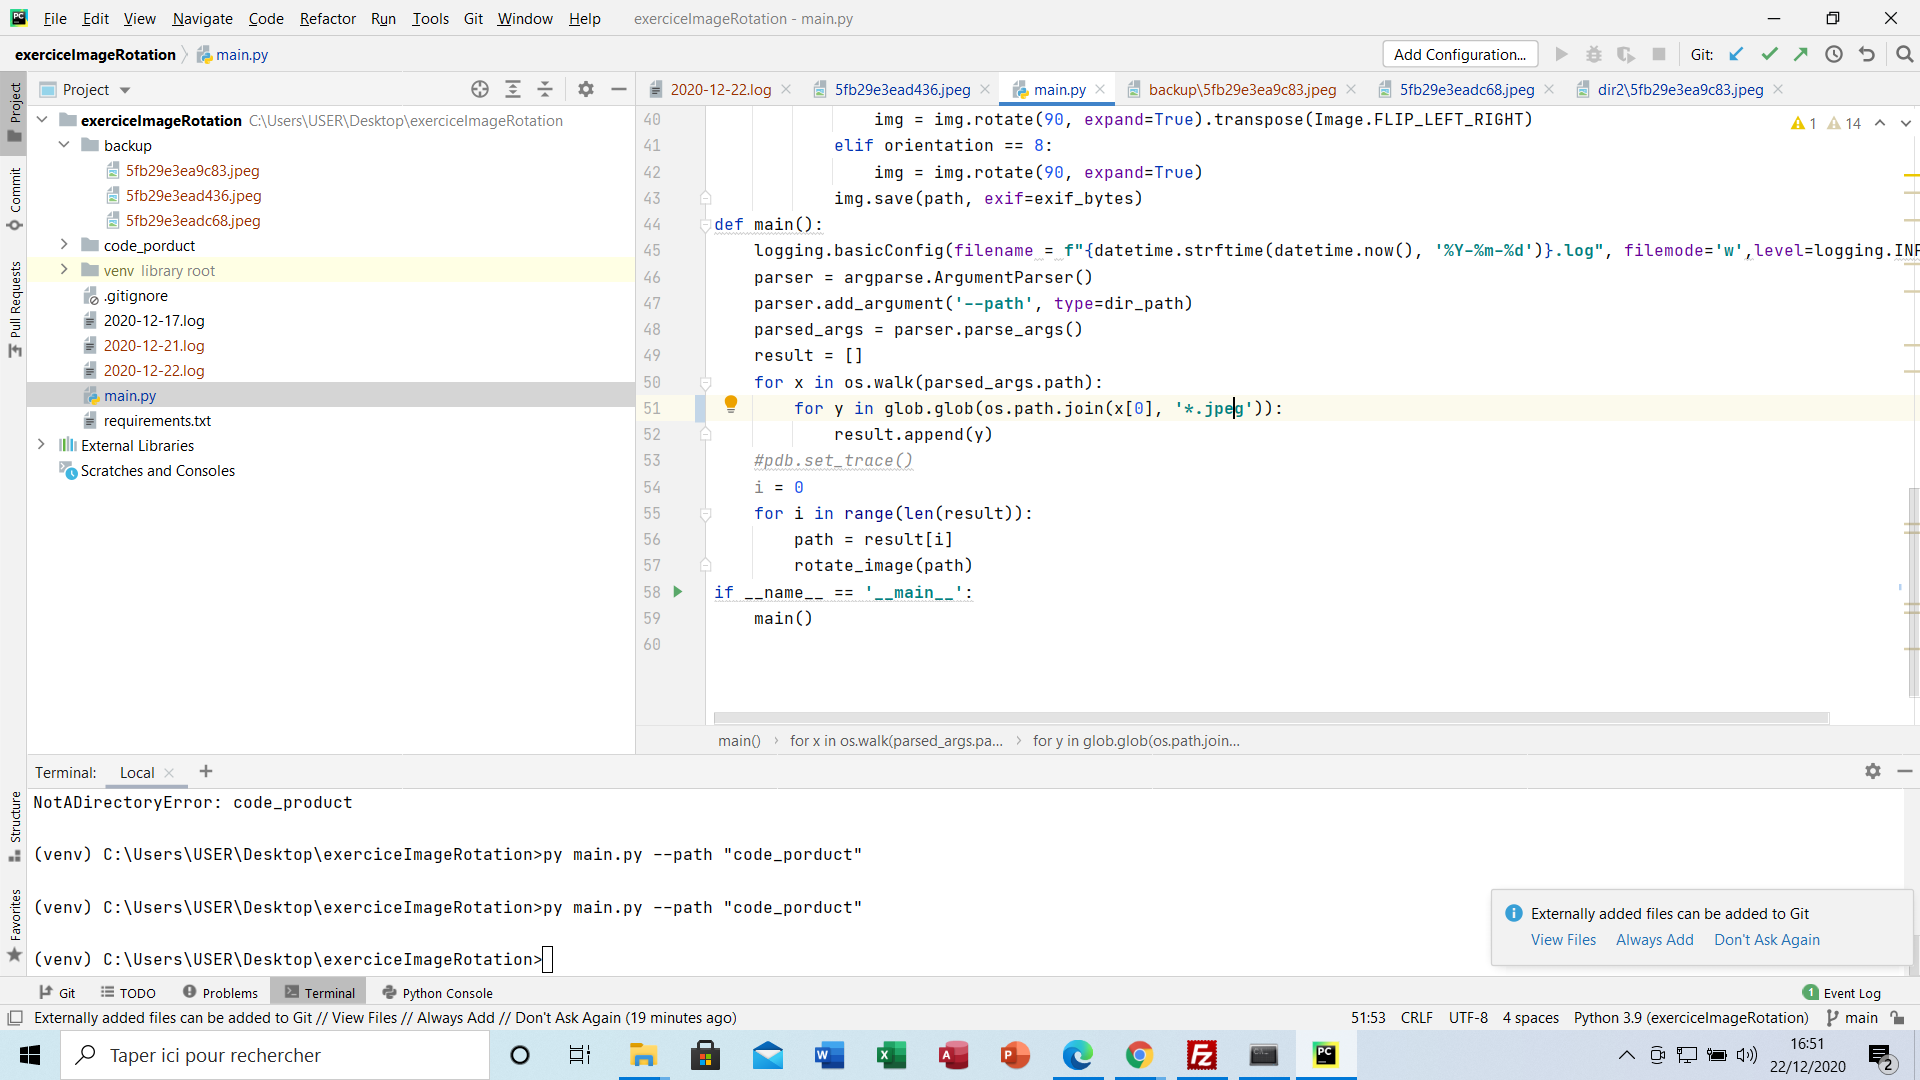 File Edit View Navigate Code Refactor Run Tools Git Window Help exerciceImageRotation - main.py
exerciceImageRotation main.py Add Configuration... Git:
Project
2020-12-22.log 5fb29e3ead436.jpeg main.py backup\5fb29e3ea9c83.jpeg 5fb29e3eadc68.jpeg dir2\5fb29e3ea9c83.jpeg
Project
Commit
Pull Requests
Structure
Favorites
exerciceImageRotation C:\Users\USER\Desktop\exerciceImageRotation
backup
5fb29e3ea9c83.jpeg
5fb29e3ead436.jpeg
5fb29e3eadc68.jpeg
code_porduct
venv library root
.gitignore
2020-12-17.log
2020-12-21.log
2020-12-22.log
main.py
requirements.txt
External Libraries
Scratches and Consoles
1 14
40 img = img.rotate(90, expand=True).transpose(Image.FLIP_LEFT_RIGHT)
41 elif orientation == 8:
42 img = img.rotate(90, expand=True)
43 img.save(path, exif=exif_bytes)
44 def main():
45 logging.basicConfig(filename = f"{datetime.strftime(datetime.now(), '%Y-%m-%d')}.log", filemode='w',level=logging.INF
46 parser = argparse.ArgumentParser()
47 parser.add_argument('--path', type=dir_path)
48 parsed_args = parser.parse_args()
49 result = []
50 for x in os.walk(parsed_args.path):
51 for y in glob.glob(os.path.join(x[0], '*.jpeg')):
52 result.append(y)
53 #pdb.set_trace()
54 i = 0
55 for i in range(len(result)):
56 path = result[i]
57 rotate_image(path)
58 if __name__ == '__main__':
59 main()
60
main() for x in os.walk(parsed_args.pa... for y in glob.glob(os.path.join...
Terminal: Local
NotADirectoryError: code_product
(venv) C:\Users\USER\Desktop\exerciceImageRotation>py main.py --path "code_porduct"
(venv) C:\Users\USER\Desktop\exerciceImageRotation>py main.py --path "code_porduct"
(venv) C:\Users\USER\Desktop\exerciceImageRotation>
Externally added files can be added to Git
View Files Always Add Don't Ask Again
Git TODO Problems Terminal Python Console 1 Event Log
Externally added files can be added to Git // View Files // Always Add // Don't Ask Again (19 minutes ago) 51:53 CRLF UTF-8 4 spaces Python 3.9 (exerciceImageRotation) main
Taper ici pour rechercher
16:51
22/12/2020
2